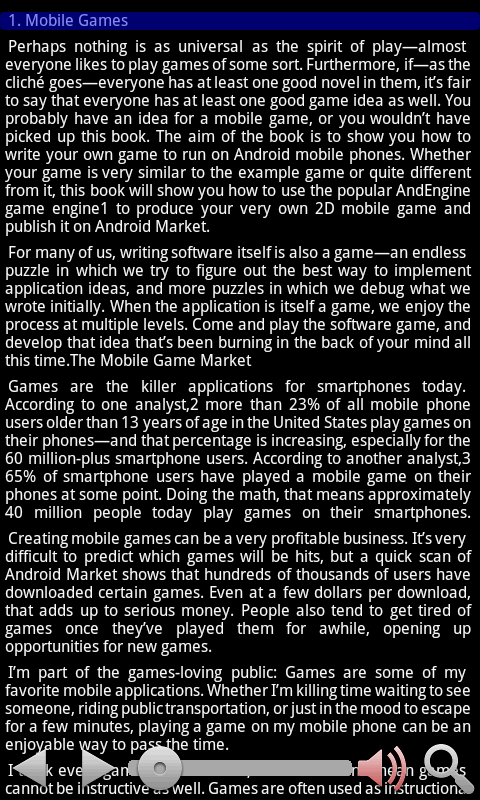 1. Mobile Games
Perhaps nothing is as universal as the spirit of play—almost
everyone likes to play games of some sort. Furthermore, if—as the
cliché goes—everyone has at least one good novel in them, it's fair
to say that everyone has at least one good game idea as well. You
probably have an idea for a mobile game, or you wouldn't have
picked up this book. The aim of the book is to show you how to
write your own game to run on Android mobile phones. Whether
your game is very similar to the example game or quite different
from it, this book will show you how to use the popular AndEngine
game engine1 to produce your very own 2D mobile game and
publish it on Android Market.
For many of us, writing software itself is also a game—an endless
puzzle in which we try to figure out the best way to implement
application ideas, and more puzzles in which we debug what we
wrote initially. When the application is itself a game, we enjoy the
process at multiple levels. Come and play the software game, and
develop that idea that's been burning in the back of your mind all
this time.The Mobile Game Market
Games are the killer applications for smartphones today.
According to one analyst,2 more than 23% of all mobile phone
users older than 13 years of age in the United States play games on
their phones—and that percentage is increasing, especially for the
60 million-plus smartphone users. According to another analyst,3
65% of smartphone users have played a mobile game on their
phones at some point. Doing the math, that means approximately
40 million people today play games on their smartphones.
Creating mobile games can be a very profitable business. It's very
difficult to predict which games will be hits, but a quick scan of
Android Market shows that hundreds of thousands of users have
downloaded certain games. Even at a few dollars per download,
that adds up to serious money. People also tend to get tired of
games once they've played them for awhile, opening up
opportunities for new games.
I'm part of the games-loving public: Games are some of my
favorite mobile applications. Whether I'm killing time waiting to see
someone, riding public transportation, or just in the mood to escape
for a few minutes, playing a game on my mobile phone can be an
enjoyable way to pass the time.
I games
cannot be instructive as well. Games are often used as